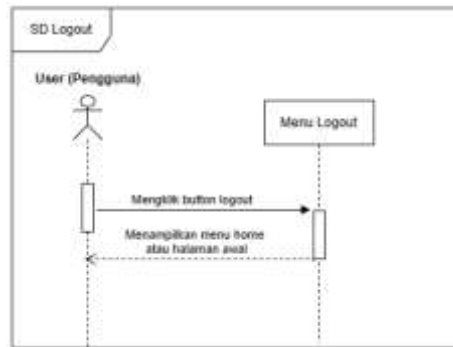 SD Logout
User (Pengguna)
Menu Logout
Mengklik button logout
Menampilkan menu home
atau halaman awal